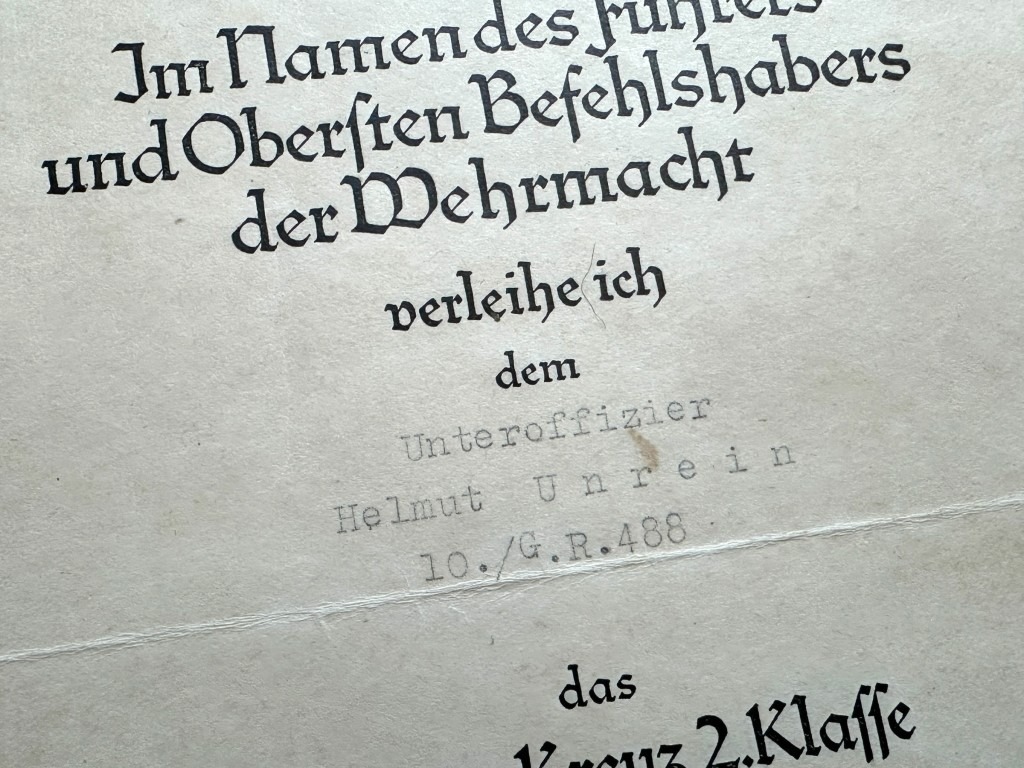 Im Namen des Führers
und Oberſten Befehlshabers
der Wehrmacht
verleihe ich
dem
Unteroffizier
Helmut Unrein
10./G.R.488
das
Kreuz 2.Klaſſe